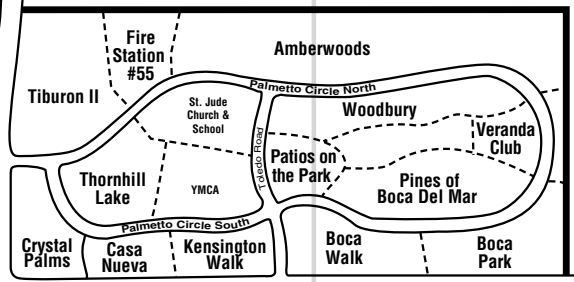 Fire
Station
#55
Amberwoods
Tiburon II
Palmetto Circle North
St. Jude
Church &
School
Woodbury
Toledo Road
Veranda
Club
Patios on
the Park
Thornhill
Lake
YMCA
Pines of
Boca Del Mar
Palmetto Circle South
Crystal
Palms
Casa
Nueva
Kensington
Walk
Boca
Walk
Boca
Park